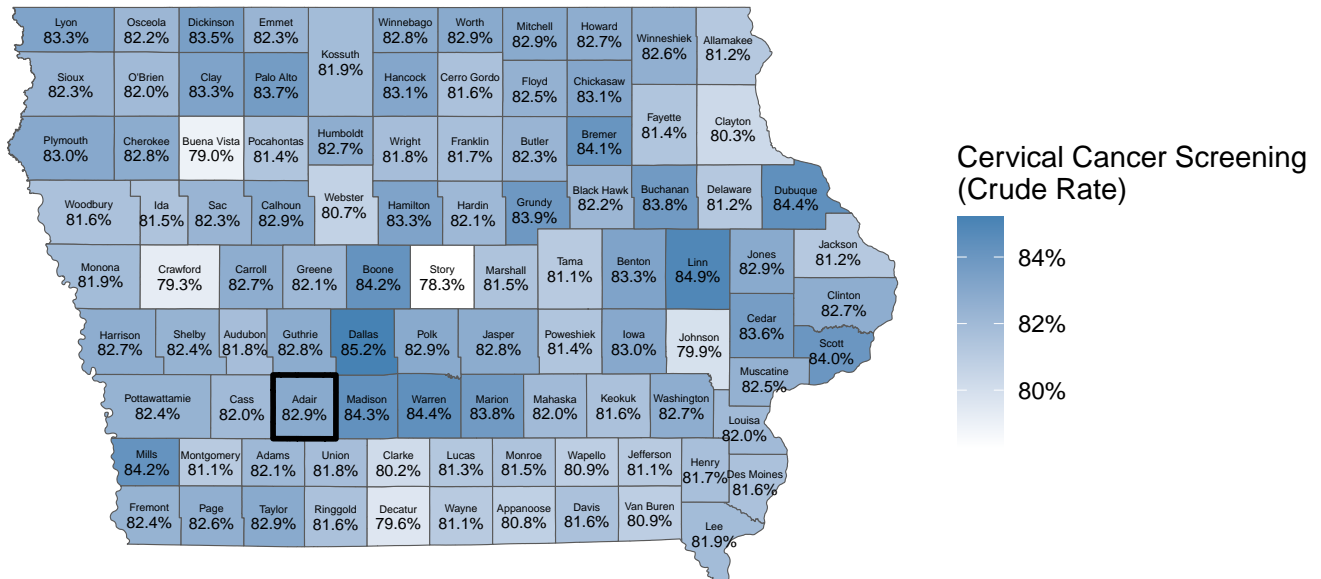 Lyon
83.3%
Osceola
82.2%
Dickinson
83.5%
Emmet
82.3%
Kossuth
81.9%
Winnebago
82.8%
Worth
82.9%
Mitchell
82.9%
Howard
82.7%
Winneshiek
82.6%
Allamakee
81.2%
Sioux
82.3%
O'Brien
82.0%
Clay
83.3%
Palo Alto
83.7%
Hancock
83.1%
Cerro Gordo
81.6%
Floyd
82.5%
Chickasaw
83.1%
Plymouth
83.0%
Cherokee
82.8%
Buena Vista
79.0%
Pocahontas
81.4%
Humboldt
82.7%
Wright
81.8%
Franklin
81.7%
Butler
82.3%
Bremer
84.1%
Fayette
81.4%
Clayton
80.3%
Woodbury
81.6%
Ida
81.5%
Sac
82.3%
Calhoun
82.9%
Webster
80.7%
Hamilton
83.3%
Hardin
82.1%
Grundy
83.9%
Black Hawk
82.2%
Buchanan
83.8%
Delaware
81.2%
Dubuque
84.4%
Monona
81.9%
Crawford
79.3%
Carroll
82.7%
Greene
82.1%
Boone
84.2%
Story
78.3%
Marshall
81.5%
Tama
81.1%
Benton
83.3%
Linn
84.9%
Jones
82.9%
Jackson
81.2%
Clinton
82.7%
Harrison
82.7%
Shelby
82.4%
Audubon
81.8%
Guthrie
82.8%
Dallas
85.2%
Polk
82.9%
Jasper
82.8%
Poweshiek
81.4%
Iowa
83.0%
Johnson
79.9%
Cedar
83.6%
Scott
84.0%
Muscatine
82.5%
Pottawattamie
82.4%
Cass
82.0%
Adair
82.9%
Madison
84.3%
Warren
84.4%
Marion
83.8%
Mahaska
82.0%
Keokuk
81.6%
Washington
82.7%
Louisa
82.0%
Mills
84.2%
Montgomery
81.1%
Adams
82.1%
Union
81.8%
Clarke
80.2%
Lucas
81.3%
Monroe
81.5%
Wapello
80.9%
Jefferson
81.1%
Henry
81.7%
Des Moines
81.6%
Fremont
82.4%
Page
82.6%
Taylor
82.9%
Ringgold
81.6%
Decatur
79.6%
Wayne
81.1%
Appanoose
80.8%
Davis
81.6%
Van Buren
80.9%
Lee
81.9%
Cervical Cancer Screening
(Crude Rate)
84%
82%
80%